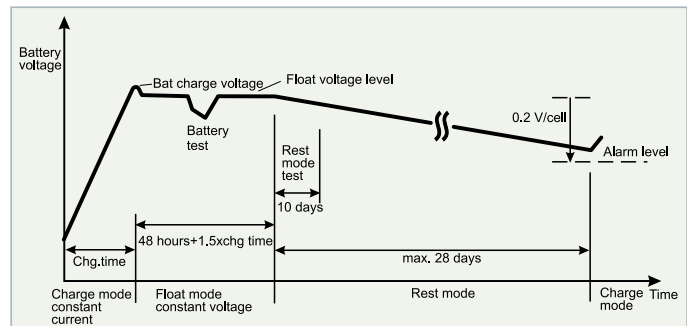 Battery
voltage
Bat charge voltage
Float voltage level
Battery
test
0.2 V/cell
Alarm level
Rest
mode
test
10 days
48 hours+1.5xchg time
Chg.time
max. 28 days
Charge mode
constant
current
Float mode
constant voltage
Rest mode
Charge
mode
Time